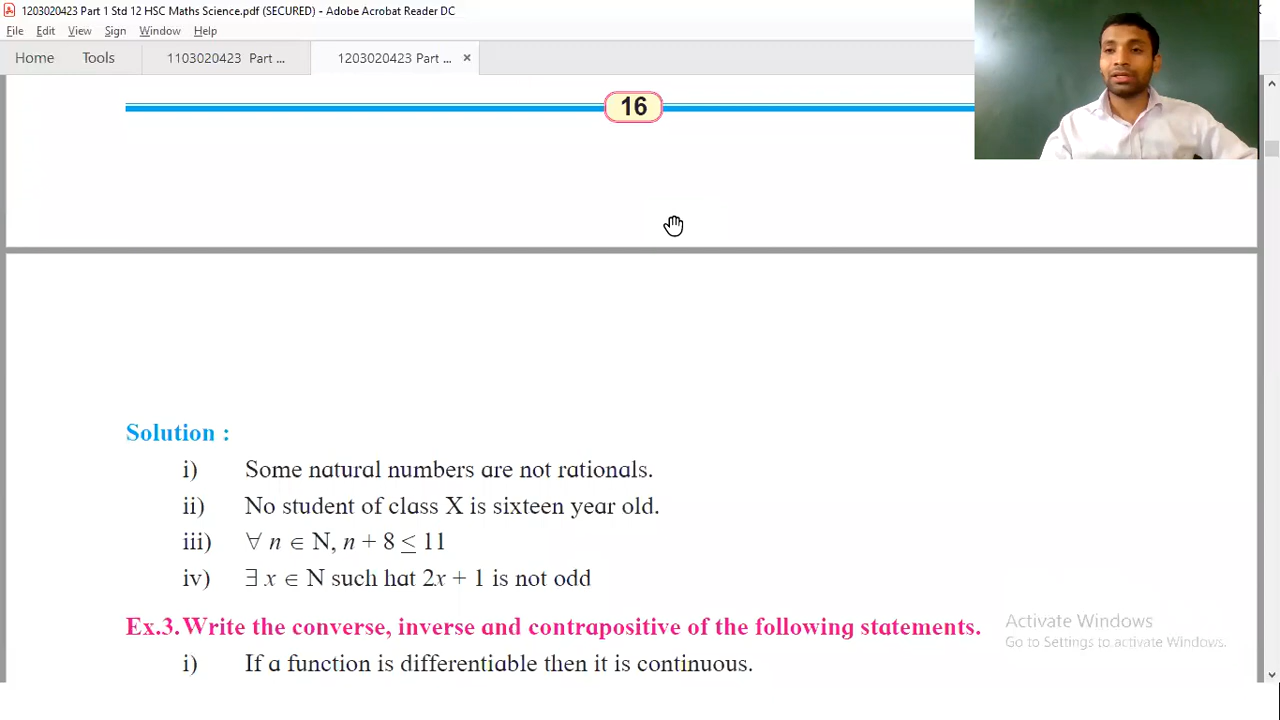 1203020423 Part 1 Std 12 HSC Maths Science.pdf (SECURED) - Adobe Acrobat Reader DC
File Edit View Sign Window Help
Home Tools 1103020423 Part ... 1203020423 Part ... ×
16
Solution :
i) Some natural numbers are not rationals.
ii) No student of class X is sixteen year old.
iii) ∀ n ∈ N, n + 8 ≤ 11
iv) ∃ x ∈ N such hat 2x + 1 is not odd
Ex.3. Write the converse, inverse and contrapositive of the following statements.
Activate Windows
Go to Settings to activate Windows.
i) If a function is differentiable then it is continuous.